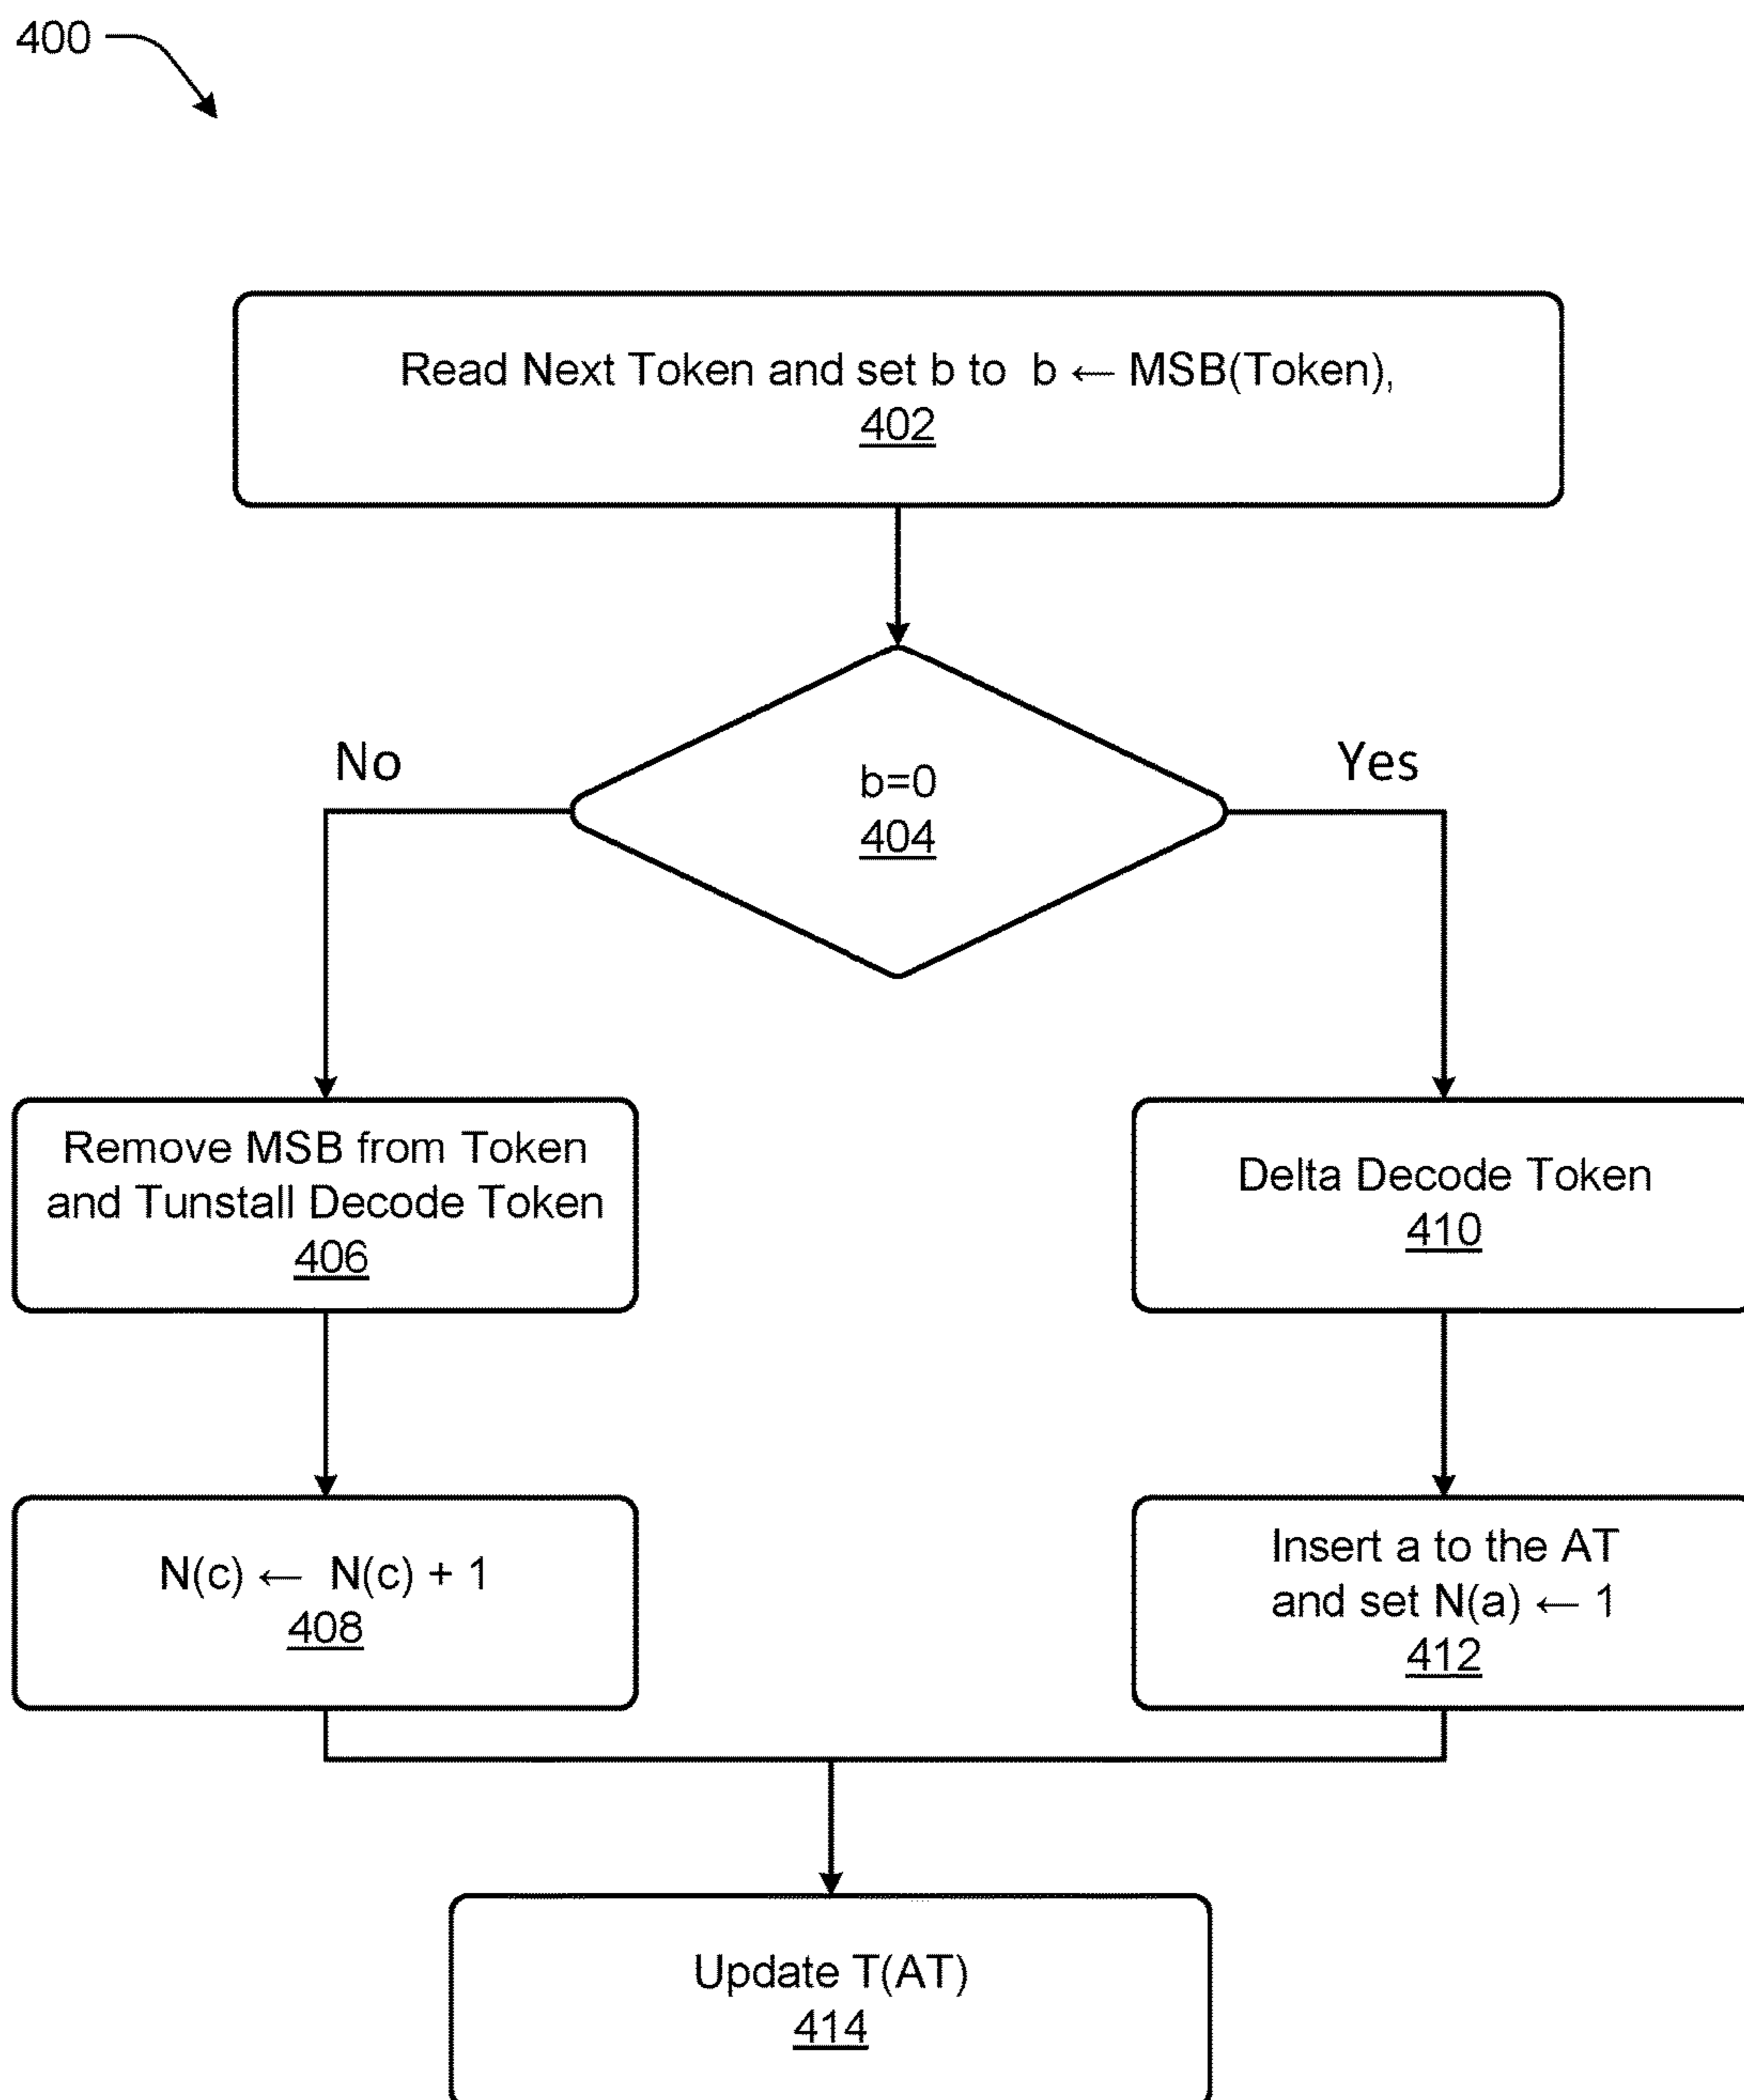 400
Read Next Token and set b to b ← MSB(Token),
402
b=0
404
No
Yes
Remove MSB from Token
and Tunstall Decode Token
406
Delta Decode Token
410
N(c) ← N(c) + 1
408
Insert a to the AT
and set N(a) ← 1
412
Update T(AT)
414